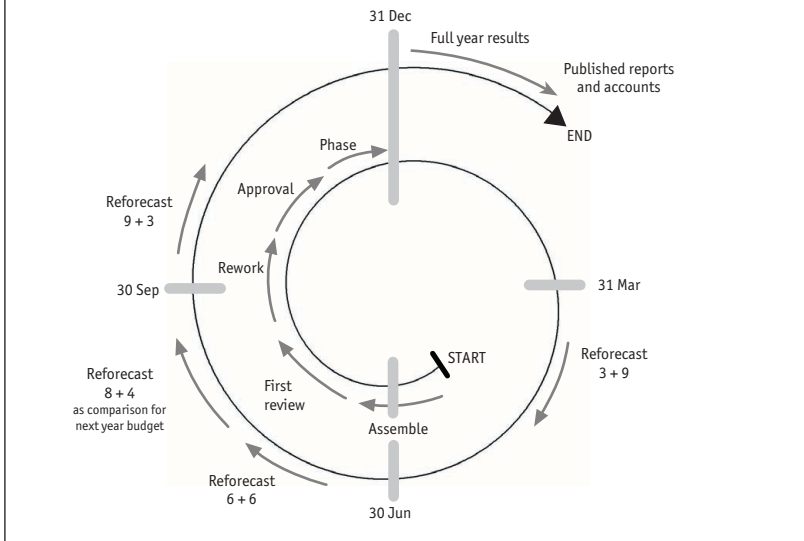 31 Dec
Full year results
Published reports
and accounts
END
Phase
Approval
Reforecast
9 + 3
Rework
30 Sep
31 Mar
START
Reforecast
3 + 9
Reforecast
8 + 4
as comparison for
next year budget
First
review
Assemble
Reforecast
6 + 6
30 Jun